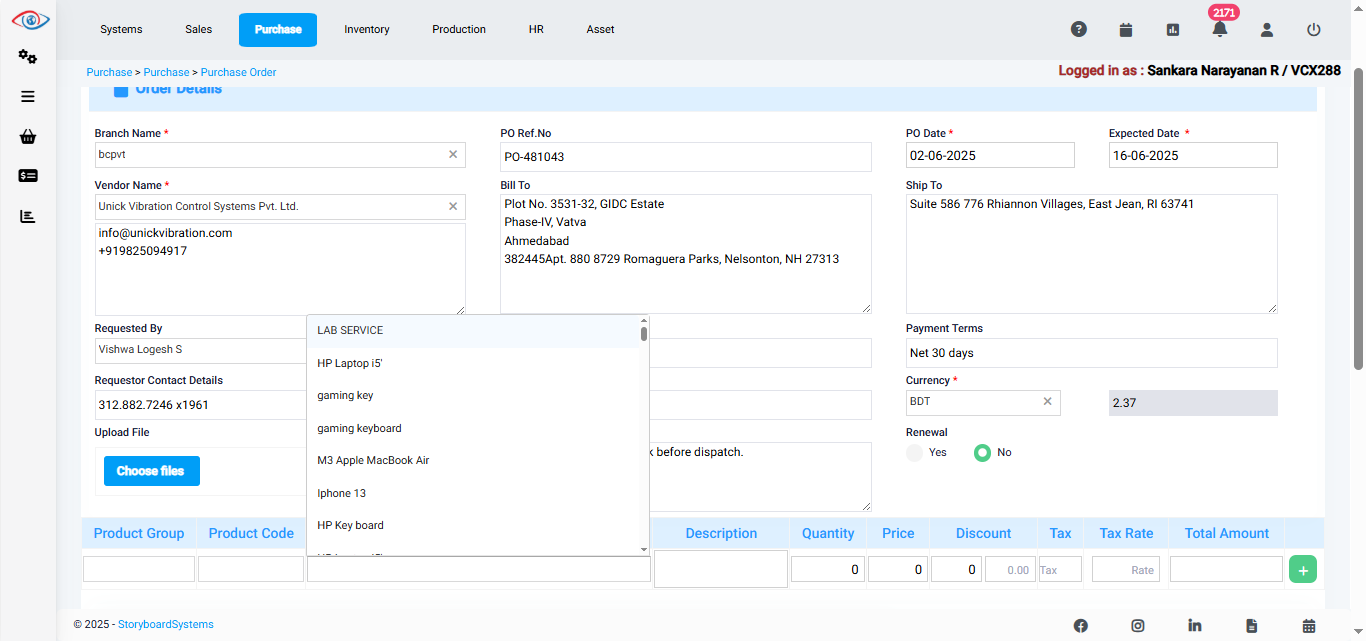 Systems
Sales
Purchase
Inventory
Production
HR
Asset
2171
Purchase > Purchase > Purchase Order
Logged in as : Sankara Narayanan R / VCX288
Order Details
Branch Name *
PO Ref.No
PO Date *
Expected Date *
bcpvt
PO-481043
02-06-2025
16-06-2025
Vendor Name *
Bill To
Ship To
Unick Vibration Control Systems Pvt. Ltd.
info@unickvibration.com
+919825094917
Plot No. 3531-32, GIDC Estate
Phase-IV, Vatva
Ahmedabad
382445Apt. 880 8729 Romaguera Parks, Nelsonton, NH 27313
Suite 586 776 Rhiannon Villages, East Jean, RI 63741
Requested By
Vishwa Logesh S
Payment Terms
Net 30 days
Requestor Contact Details
312.882.7246 x1961
Currency *
BDT
2.37
Upload File
Choose files
before dispatch.
Renewal
Yes
No
LAB SERVICE
HP Laptop i5'
gaming key
gaming keyboard
M3 Apple MacBook Air
Iphone 13
HP Key board
Product Group
Product Code
Description
Quantity
Price
Discount
Tax
Tax Rate
Total Amount
0
0
0
0.00
Tax
Rate
+
© 2025 - StoryboardSystems